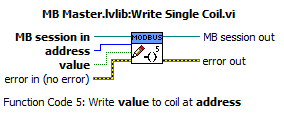 MB Master.lvlib:Write Single Coil.vi
MB session in
MB session out
address
value
error in (no error)
error out
MODBUS
Function Code 5: Write value to coil at address